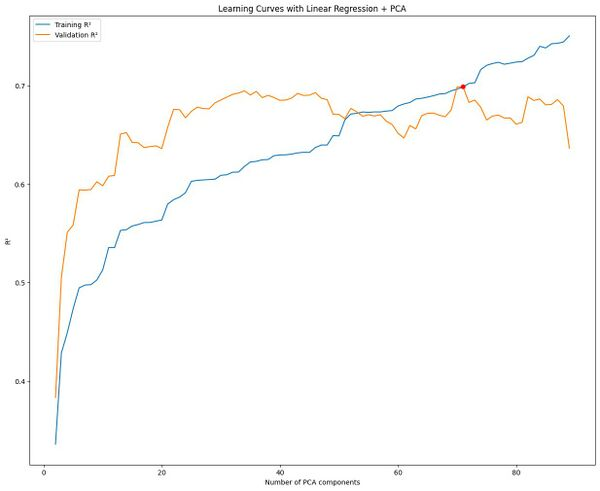 Learning Curves with Linear Regression + PCA
Training R²
Validation R²
0.7
0.6
0.5
0.4
R²
0 20 40 60 80
Number of PCA components